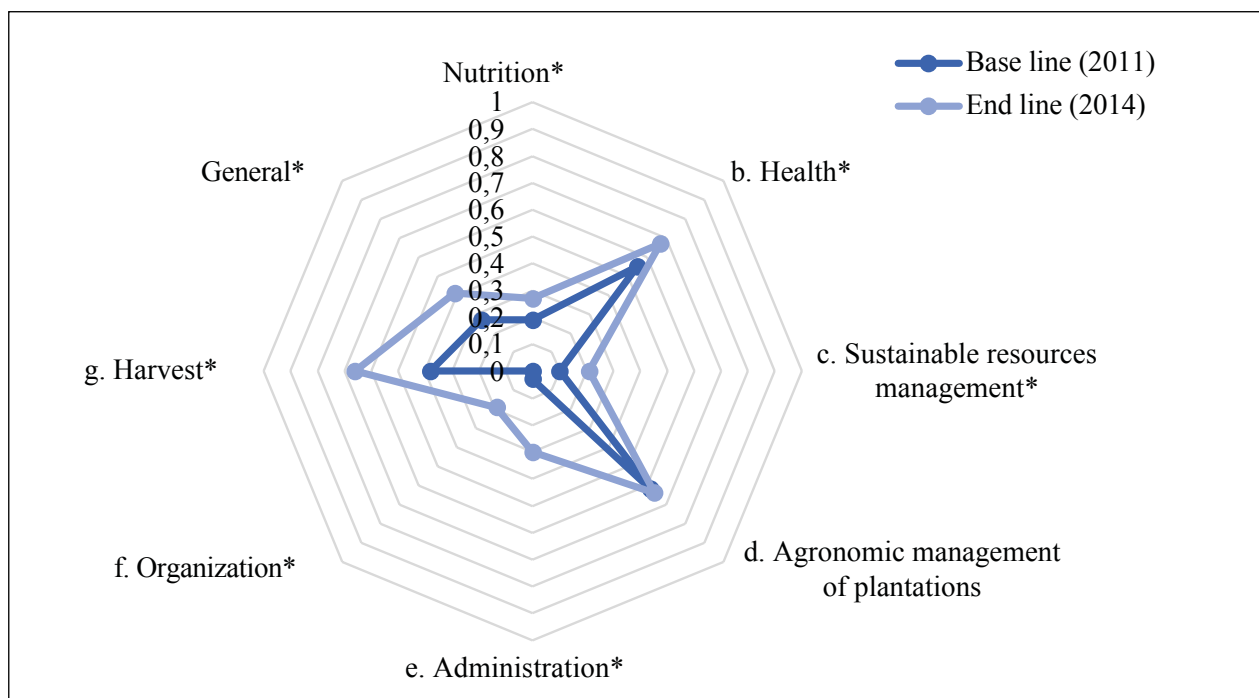 Nutrition*
Base line (2011)
End line (2014)
1
0,9
0,8
0,7
0,6
0,5
0,4
0,3
0,2
0,1
0
General*
b. Health*
g. Harvest*
c. Sustainable resources
management*
f. Organization*
d. Agronomic management
of plantations
e. Administration*